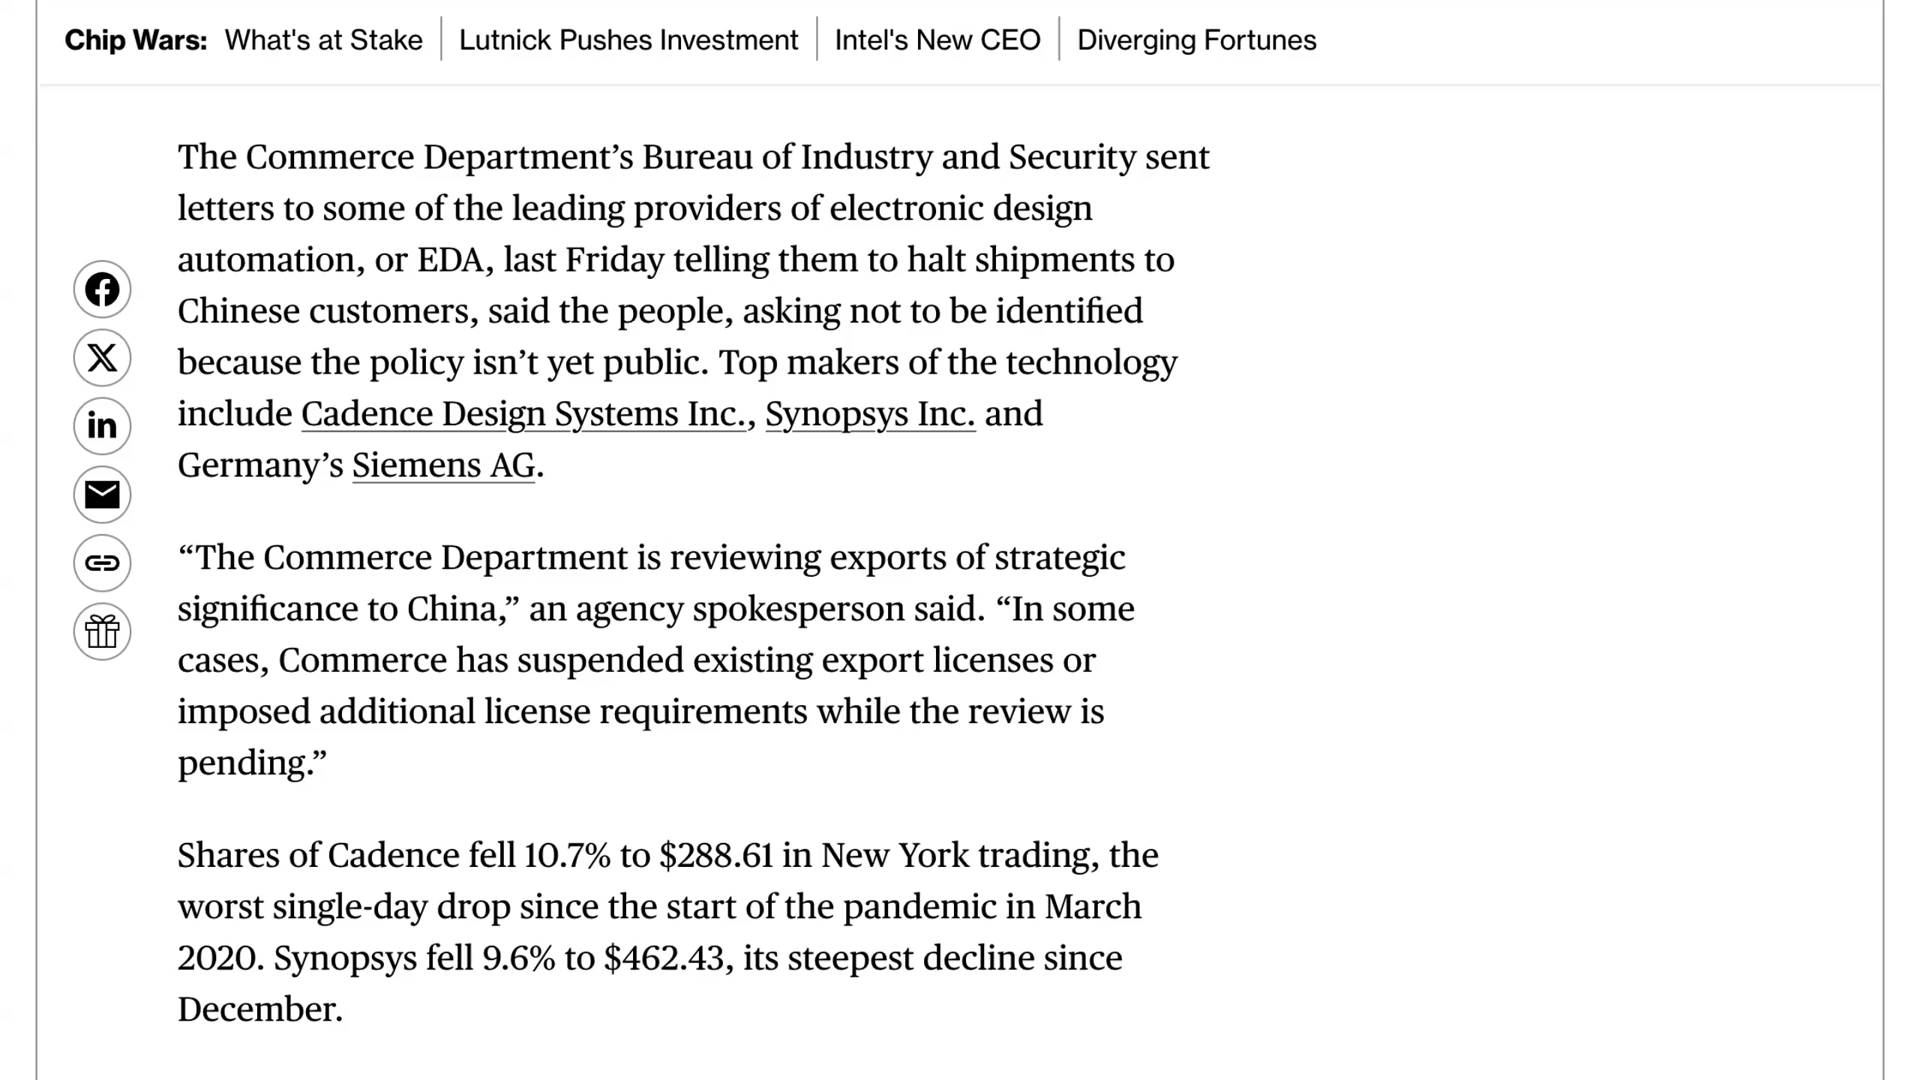 Chip Wars: What's at Stake Lutnick Pushes Investment Intel's New CEO Diverging Fortunes
The Commerce Department’s Bureau of Industry and Security sent
letters to some of the leading providers of electronic design
automation, or EDA, last Friday telling them to halt shipments to
Chinese customers, said the people, asking not to be identified
because the policy isn’t yet public. Top makers of the technology
include Cadence Design Systems Inc., Synopsys Inc. and
Germany’s Siemens AG.
“The Commerce Department is reviewing exports of strategic
significance to China,” an agency spokesperson said. “In some
cases, Commerce has suspended existing export licenses or
imposed additional license requirements while the review is
pending.”
Shares of Cadence fell 10.7% to $288.61 in New York trading, the
worst single-day drop since the start of the pandemic in March
2020. Synopsys fell 9.6% to $462.43, its steepest decline since
December.